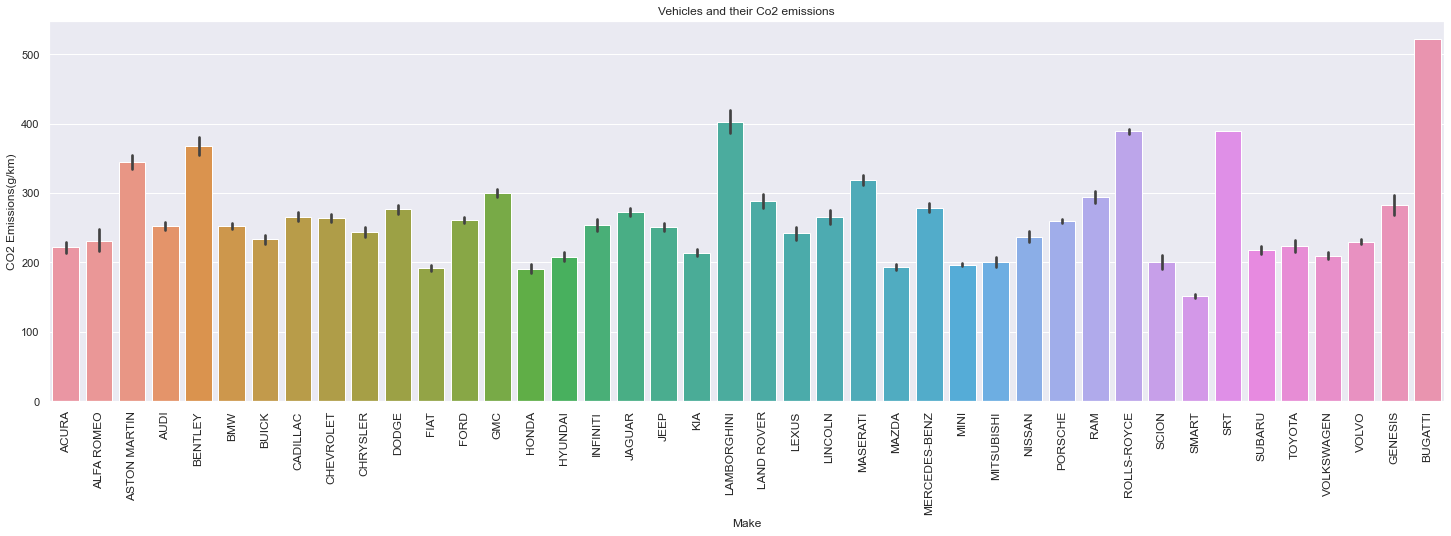 Vehicles and their Co2 emissions
CO2 Emissions(g/km)
500
400
300
200
100
0
ACURA
ALFA ROMEO
ASTON MARTIN
AUDI
BENTLEY
BMW
BUICK
CADILLAC
CHEVROLET
CHRYSLER
DODGE
FIAT
FORD
GMC
HONDA
HYUNDAI
INFINITI
JAGUAR
JEEP
KIA
LAMBORGHINI
LAND ROVER
LEXUS
LINCOLN
MASERATI
MAZDA
MERCEDES-BENZ
MINI
MITSUBISHI
NISSAN
PORSCHE
RAM
ROLLS-ROYCE
SCION
SMART
SRT
SUBARU
TOYOTA
VOLKSWAGEN
VOLVO
GENESIS
BUGATTI
Make